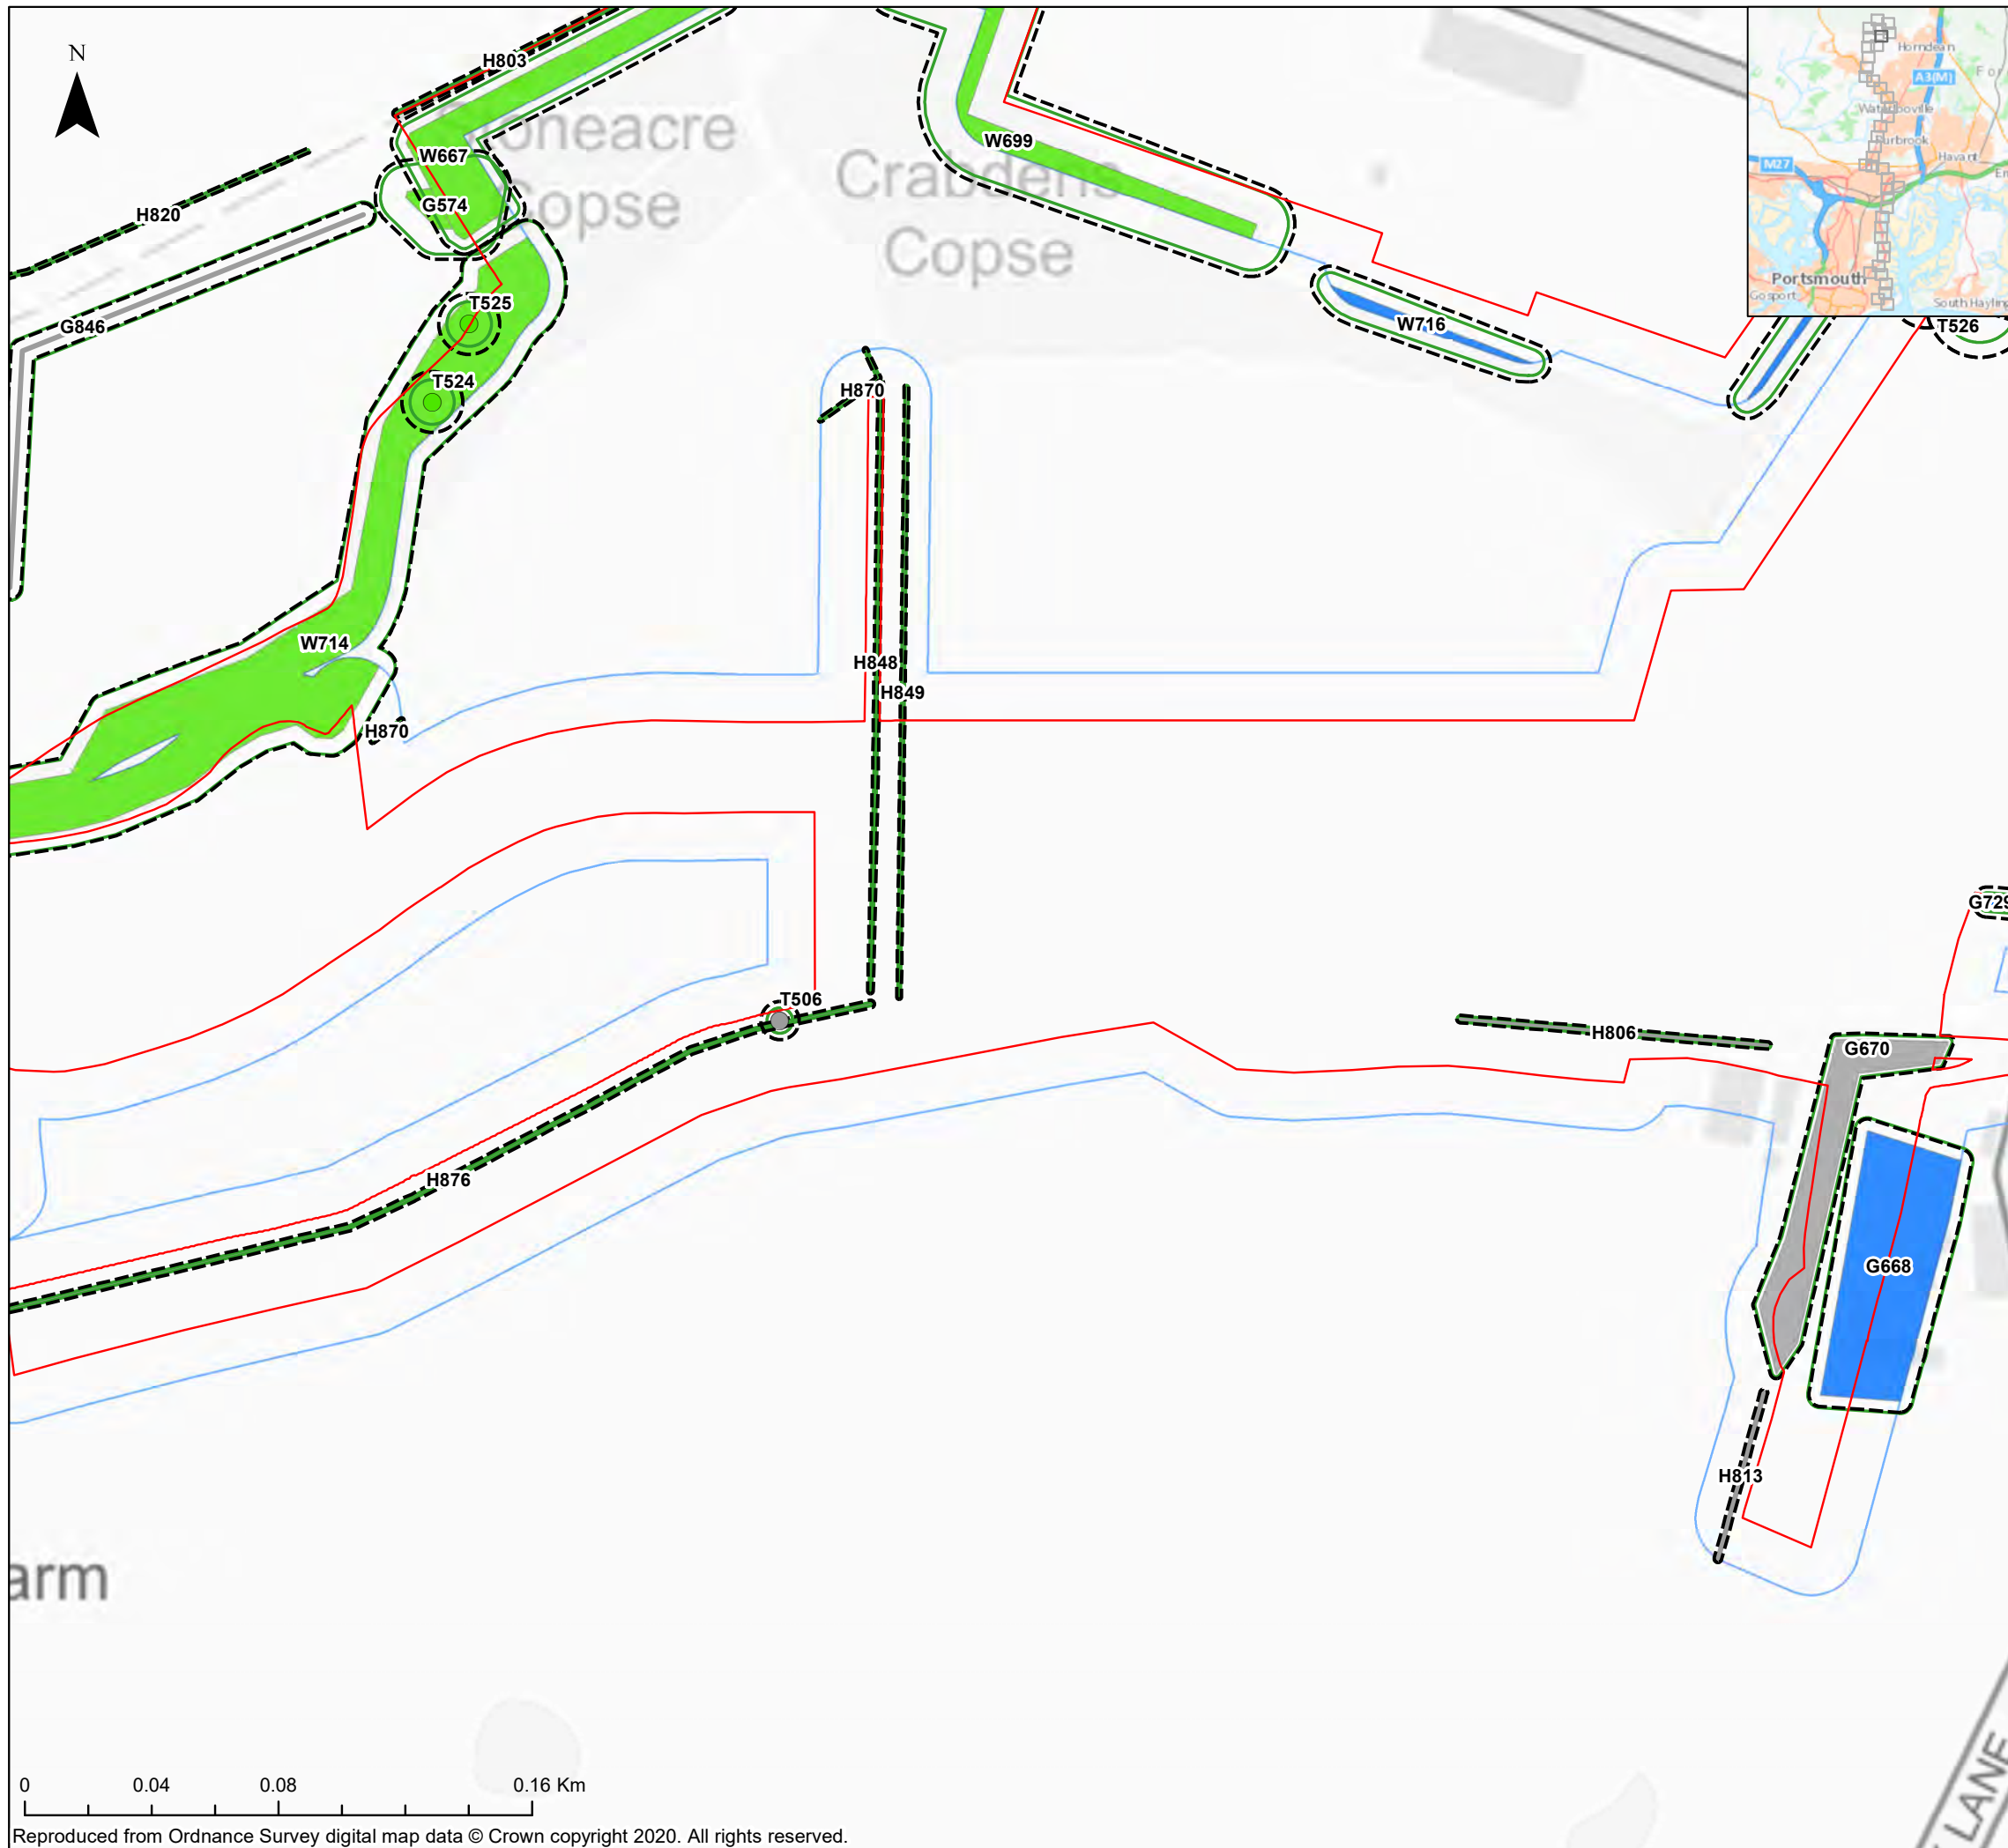 N
H803
Stoneacre
Copse
W667
G574
H820
G846
T525
T524
W699
Crabdens
Copse
W716
T526
Horndean
A3(M)
Waterlooville
Purbrook
Havant
M27
Portsmouth
Gosport
South Hayling
H870
H848
H849
W714
H870
G729
T506
H806
G670
H876
G668
H813
arm
LANE
0 0.04 0.08 0.16 Km
Reproduced from Ordnance Survey digital map data © Crown copyright 2020. All rights reserved.